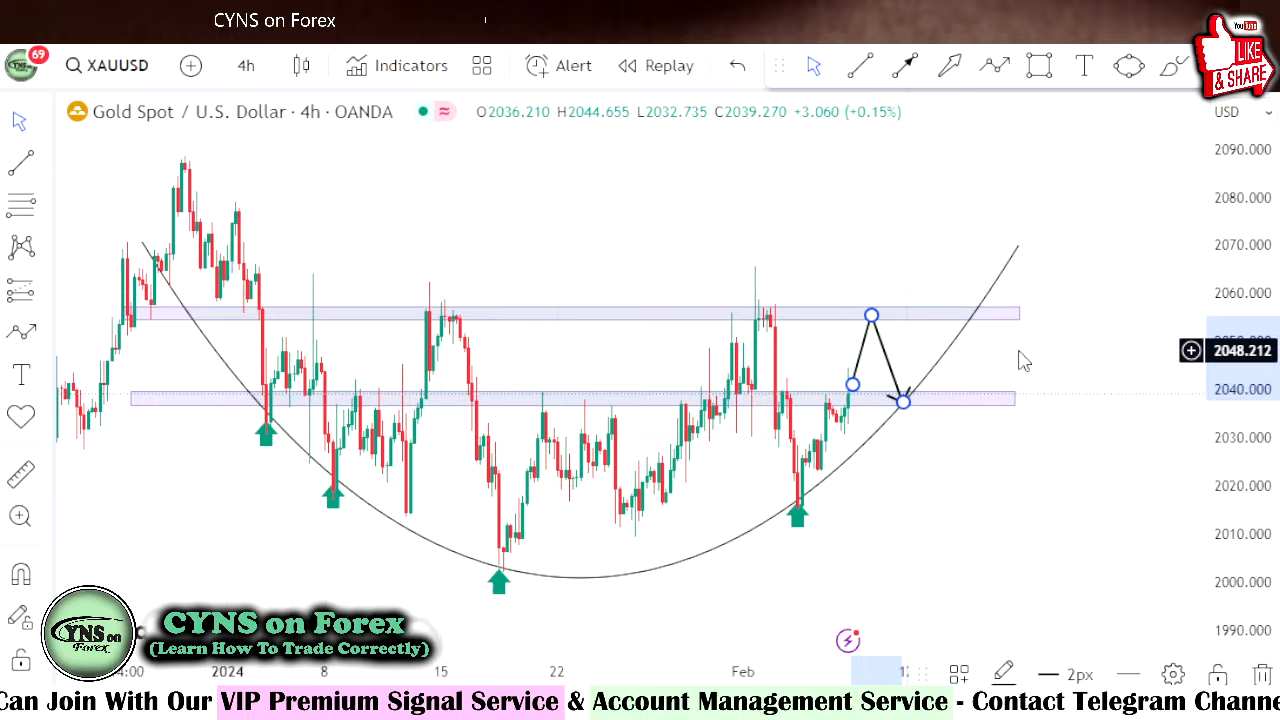 CYNS on Forex
69
XAUUSD
4h
Indicators
Alert
Replay
T
YouTube
LIKE
& SHARE
Gold Spot / U.S. Dollar · 4h · OANDA
O2036.210 H2044.655 L2032.735 C2039.270 +3.060 (+0.15%)
USD
2090.000
2080.000
2070.000
2060.000
2048.212
2040.000
2030.000
2020.000
2010.000
2000.000
1990.000
CYNS on Forex
CYNS on Forex
(Learn How To Trade Correctly)
2024
8
15
22
Feb
2px
Can Join With Our VIP Premium Signal Service & Account Management Service - Contact Telegram Channe